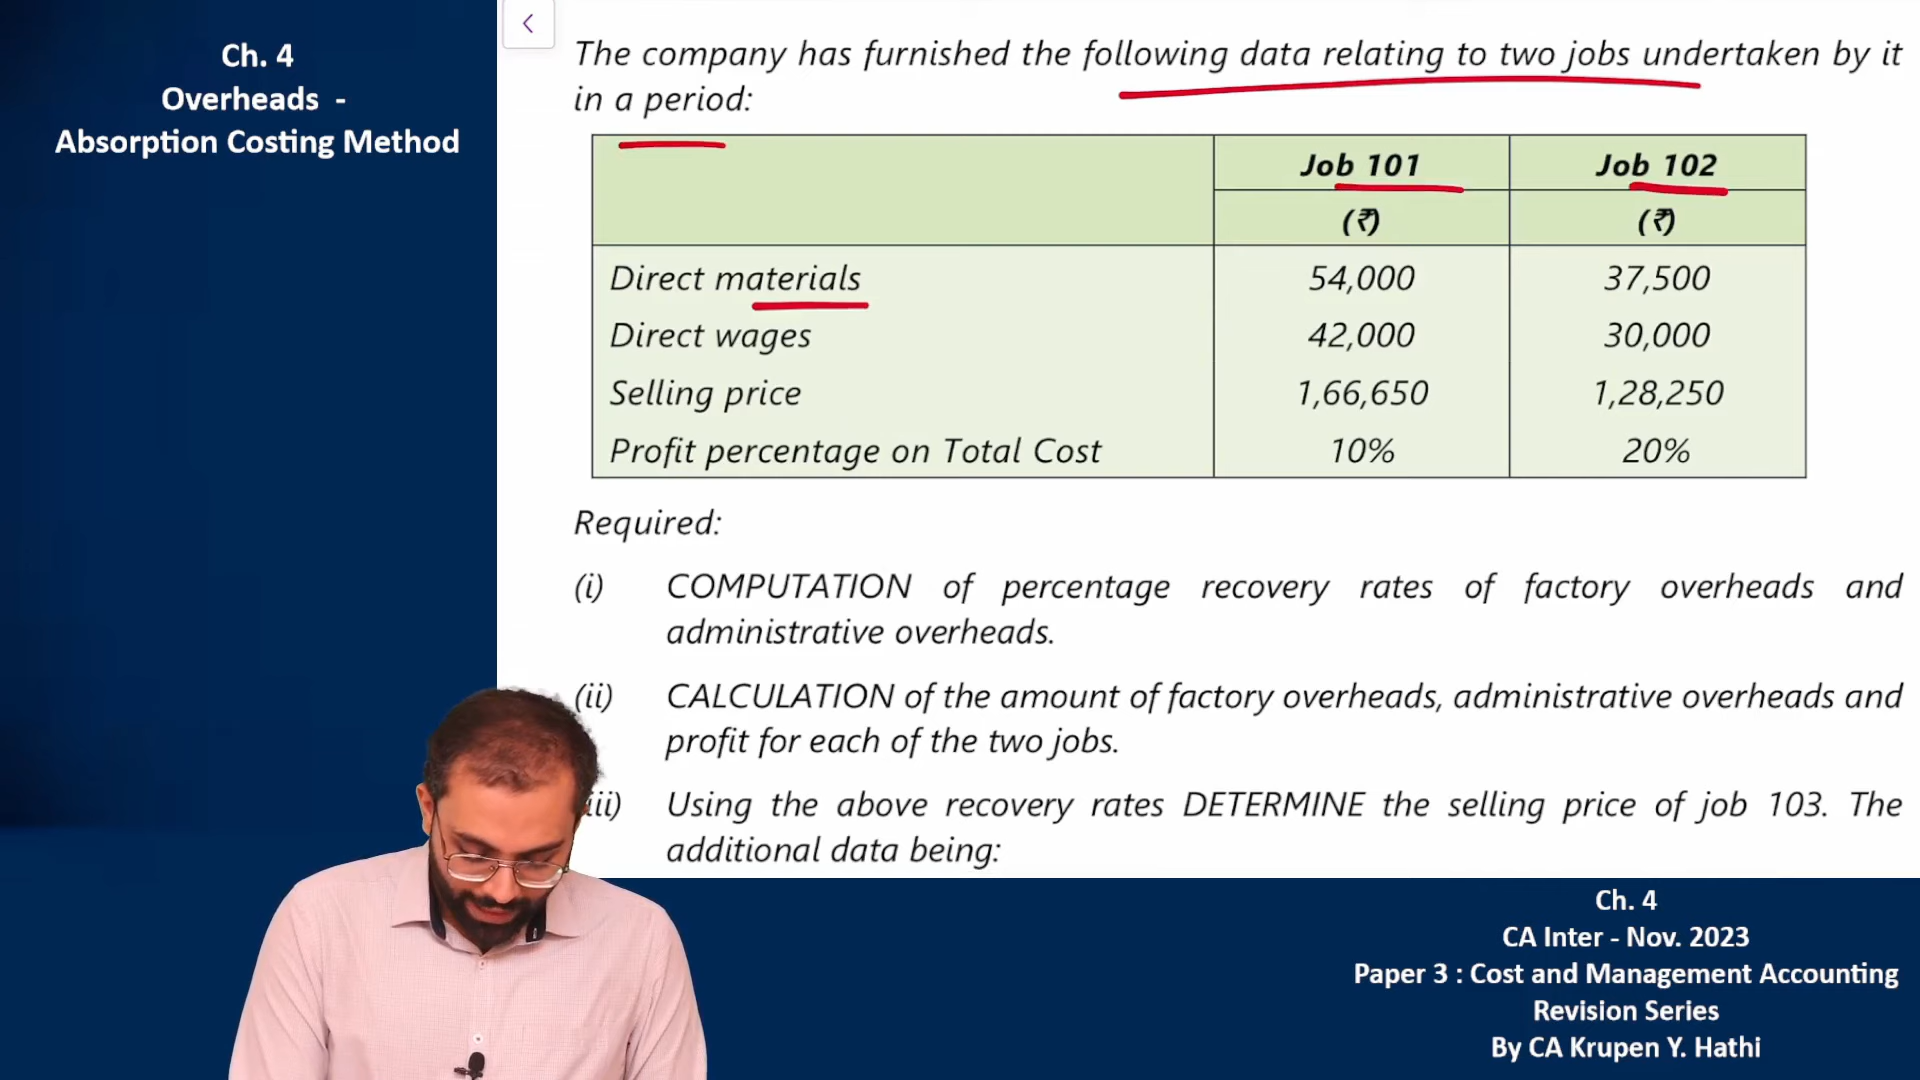 Ch. 4
Overheads -
Absorption Costing Method
The company has furnished the following data relating to two jobs undertaken by it
in a period:
Job 101 Job 102
(₹) (₹)
Direct materials 54,000 37,500
Direct wages 42,000 30,000
Selling price 1,66,650 1,28,250
Profit percentage on Total Cost 10% 20%
Required:
(i) COMPUTATION of percentage recovery rates of factory overheads and
administrative overheads.
(ii) CALCULATION of the amount of factory overheads, administrative overheads and
profit for each of the two jobs.
iii) Using the above recovery rates DETERMINE the selling price of job 103. The
additional data being:
Ch. 4
CA Inter - Nov. 2023
Paper 3 : Cost and Management Accounting
Revision Series
By CA Krupen Y. Hathi